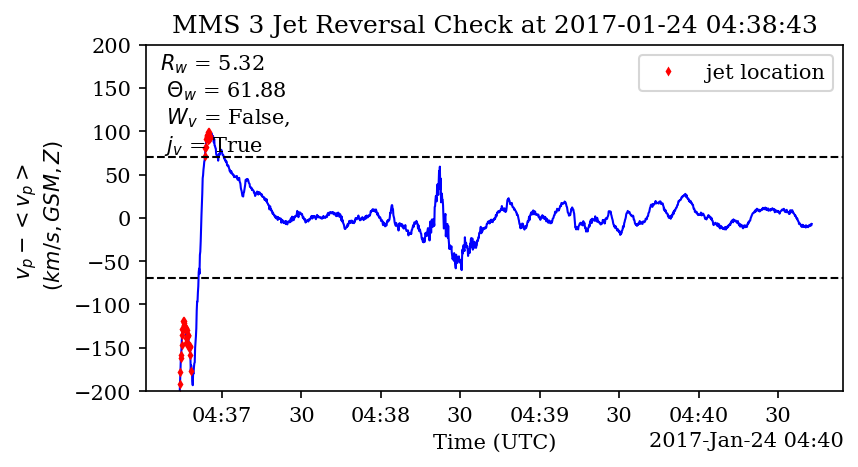 MMS 3 Jet Reversal Check at 2017-01-24 04:38:43
200
150
100
50
0
−50
−100
−150
−200
v_p − < v_p >
(km/s, GSM, Z)
R_w = 5.32
Θ_w = 61.88
W_v = False,
j_v = True
jet location
04:37 30 04:38 30 04:39 30 04:40 30
Time (UTC)
2017-Jan-24 04:40